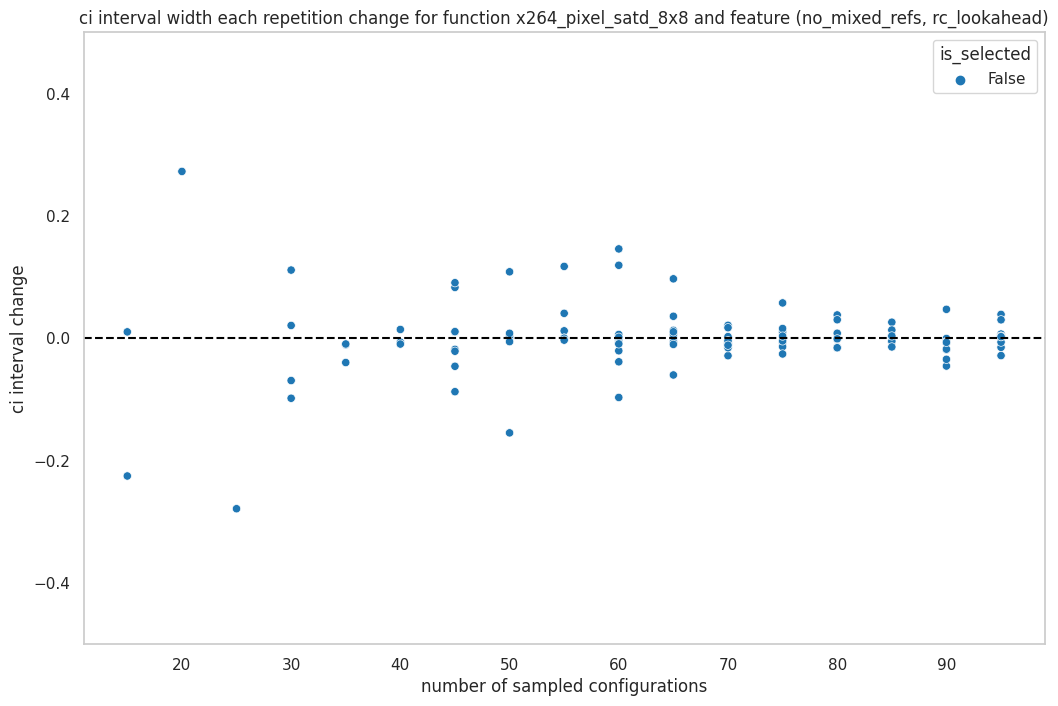 ci interval width each repetition change for function x264_pixel_satd_8x8 and feature (no_mixed_refs, rc_lookahead)
is_selected
False
0.4
0.2
0.0
−0.2
−0.4
ci interval change
20 30 40 50 60 70 80 90
number of sampled configurations